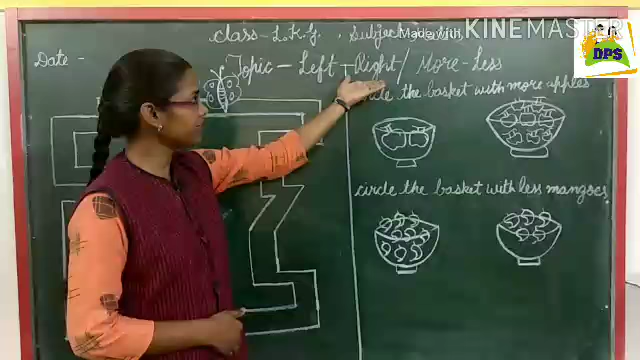 Class - L.K.G. Subject
Made with KINEMASTER
DPS
Date -
Topic - Left - Right / More - Less
circle the basket with more apples
circle the basket with less mangoes.